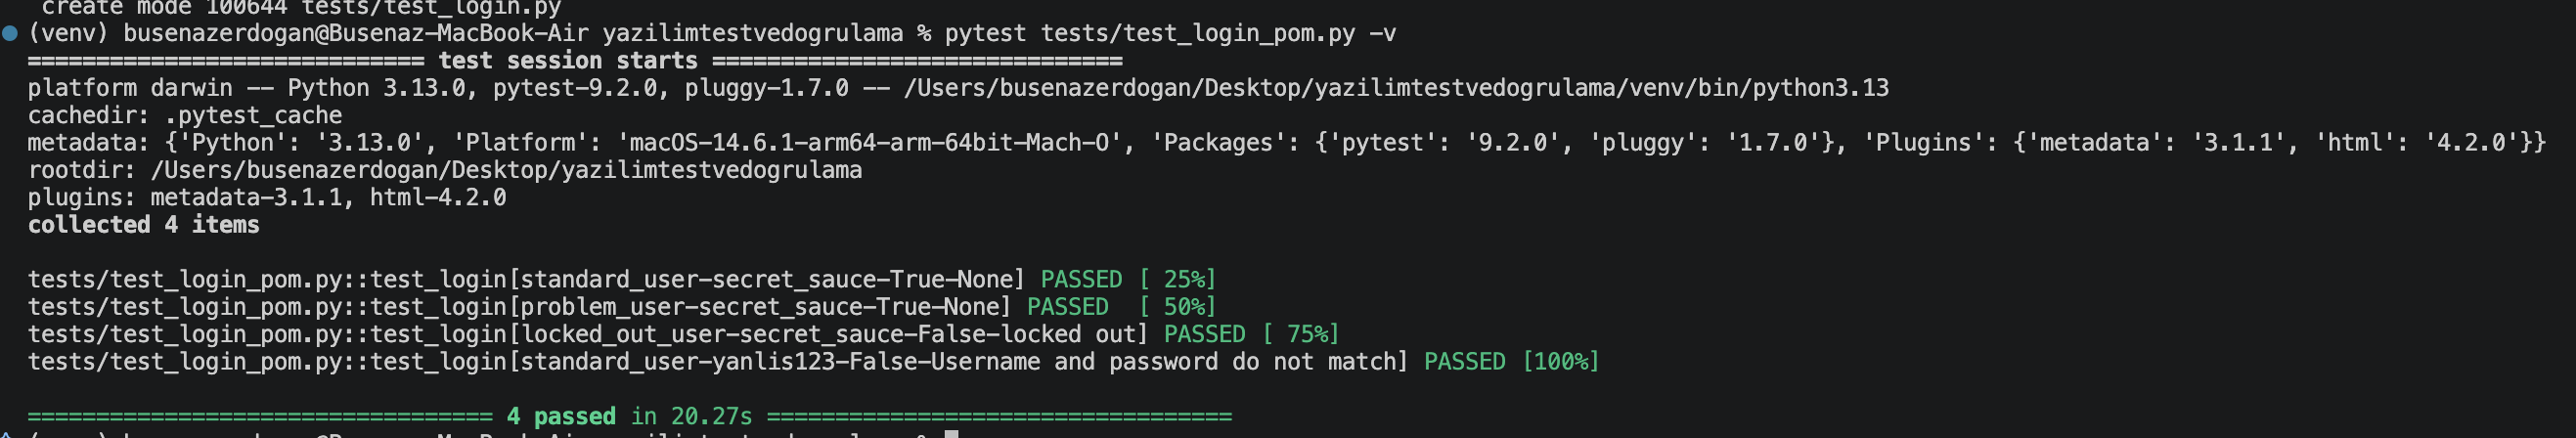 create mode 100644 tests/test_login.py
(venv) busenazerdogan@Busenaz-MacBook-Air yazilimtestvedogrulama % pytest tests/test_login_pom.py -v
============================= test session starts ==============================
platform darwin -- Python 3.13.0, pytest-9.2.0, pluggy-1.7.0 -- /Users/busenazerdogan/Desktop/yazilimtestvedogrulama/venv/bin/python3.13
cachedir: .pytest_cache
metadata: {'Python': '3.13.0', 'Platform': 'macOS-14.6.1-arm64-arm-64bit-Mach-O', 'Packages': {'pytest': '9.2.0', 'pluggy': '1.7.0'}, 'Plugins': {'metadata': '3.1.1', 'html': '4.2.0'}}
rootdir: /Users/busenazerdogan/Desktop/yazilimtestvedogrulama
plugins: metadata-3.1.1, html-4.2.0
collected 4 items
tests/test_login_pom.py::test_login[standard_user-secret_sauce-True-None] PASSED [ 25%]
tests/test_login_pom.py::test_login[problem_user-secret_sauce-True-None] PASSED  [ 50%]
tests/test_login_pom.py::test_login[locked_out_user-secret_sauce-False-locked out] PASSED [ 75%]
tests/test_login_pom.py::test_login[standard_user-yanlis123-False-Username and password do not match] PASSED [100%]
================================== 4 passed in 20.27s ==================================